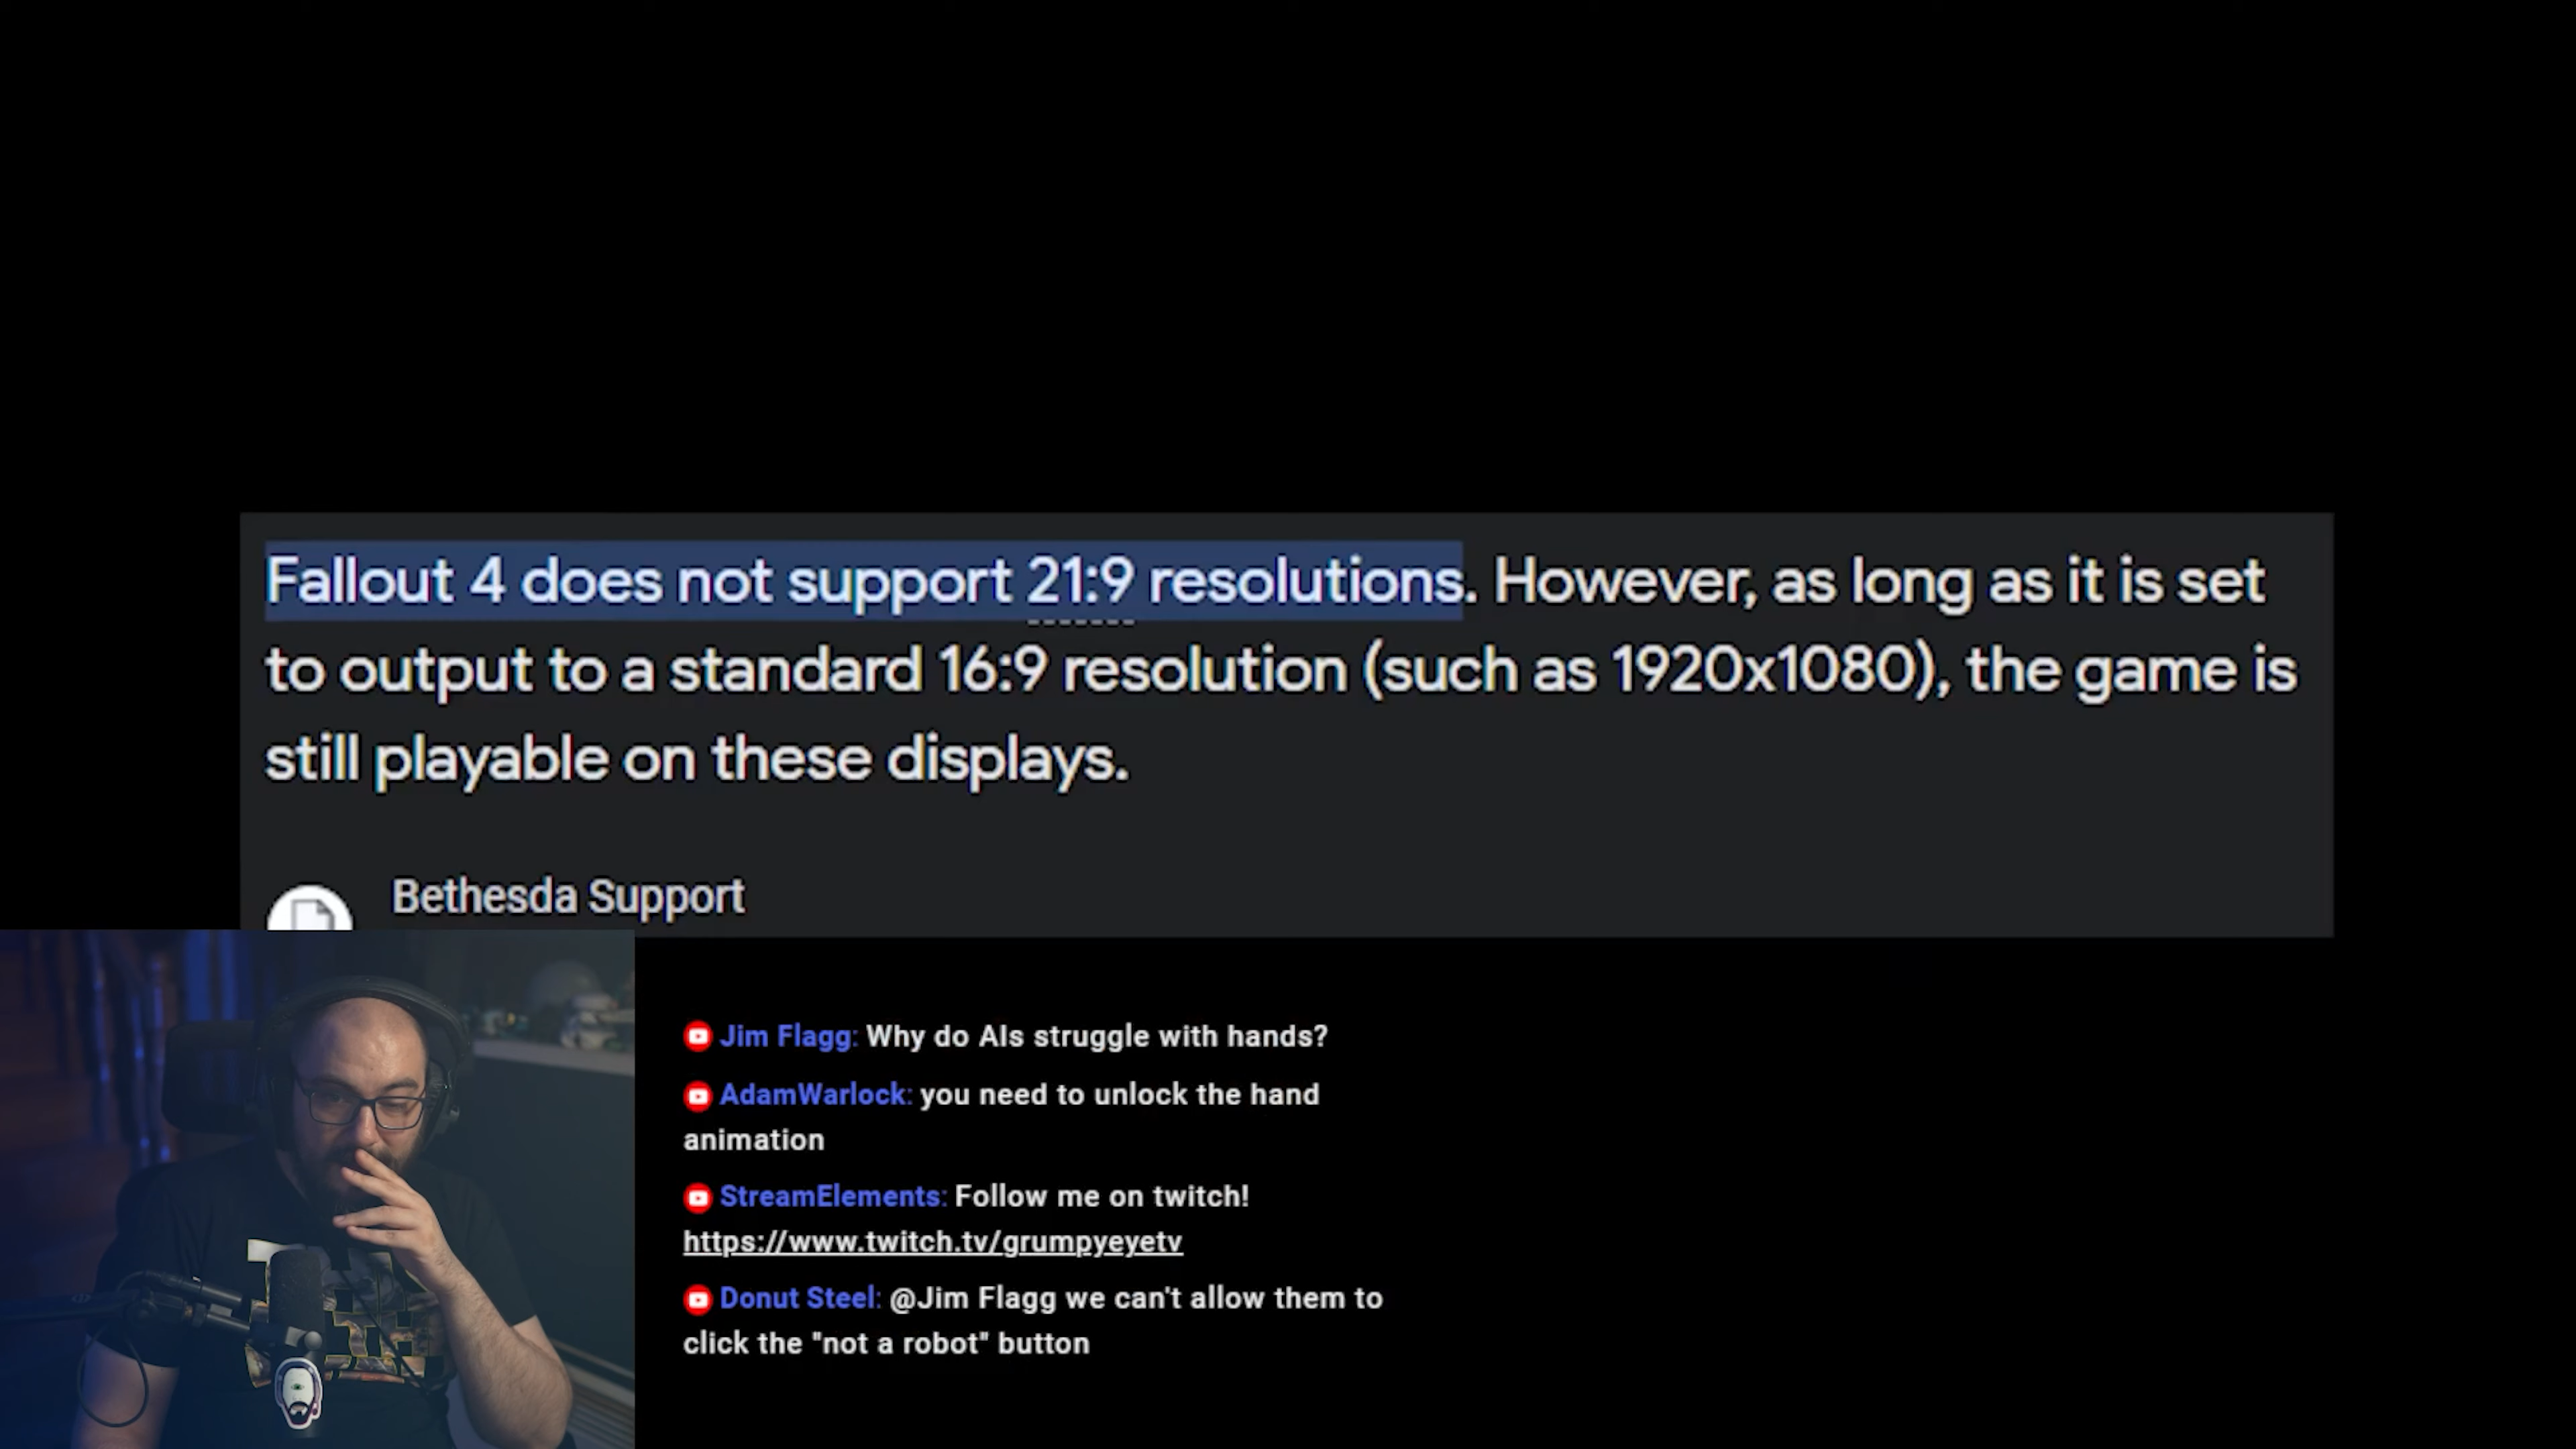 Fallout 4 does not support 21:9 resolutions. However, as long as it is set
to output to a standard 16:9 resolution (such as 1920x1080), the game is
still playable on these displays.
Bethesda Support
Jim Flagg: Why do AIs struggle with hands?
AdamWarlock: you need to unlock the hand
animation
StreamElements: Follow me on twitch!
https://www.twitch.tv/grumpyeyetv
Donut Steel: @Jim Flagg we can't allow them to
click the "not a robot" button